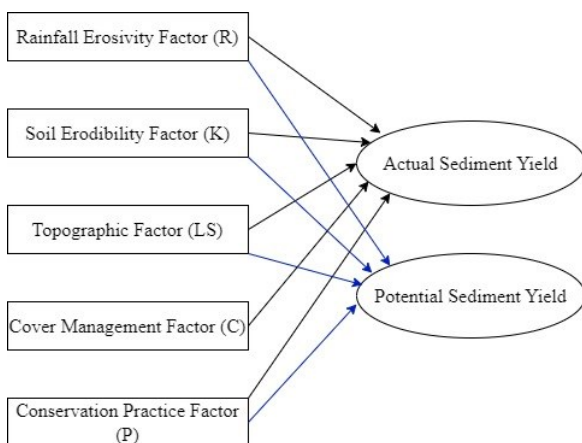 Rainfall Erosivity Factor (R)
Soil Erodibility Factor (K)
Actual Sediment Yield
Topographic Factor (LS)
Potential Sediment Yield
Cover Management Factor (C)
Conservation Practice Factor
(P)